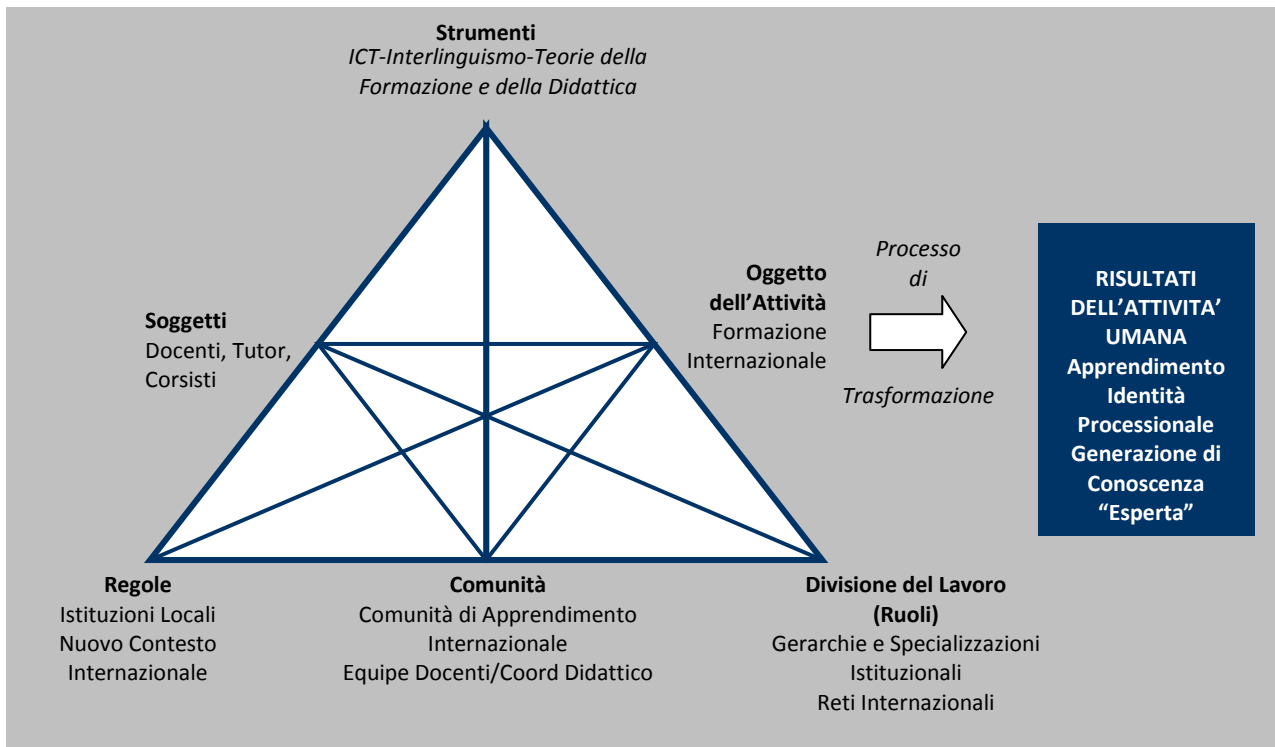 Strumenti
ICT-Interlinguismo-Teorie della
Formazione e della Didattica
Soggetti
Docenti, Tutor,
Corsisti
Oggetto
dell’Attività
Formazione
Internazionale
Processo
di
Trasformazione
RISULTATI
DELL’ATTIVITA’
UMANA
Apprendimento
Identità
Processionale
Generazione di
Conoscenza
“Esperta”
Regole
Istituzioni Locali
Nuovo Contesto
Internazionale
Comunità
Comunità di Apprendimento
Internazionale
Equipe Docenti/Coord Didattico
Divisione del Lavoro
(Ruoli)
Gerarchie e Specializzazioni
Istituzionali
Reti Internazionali